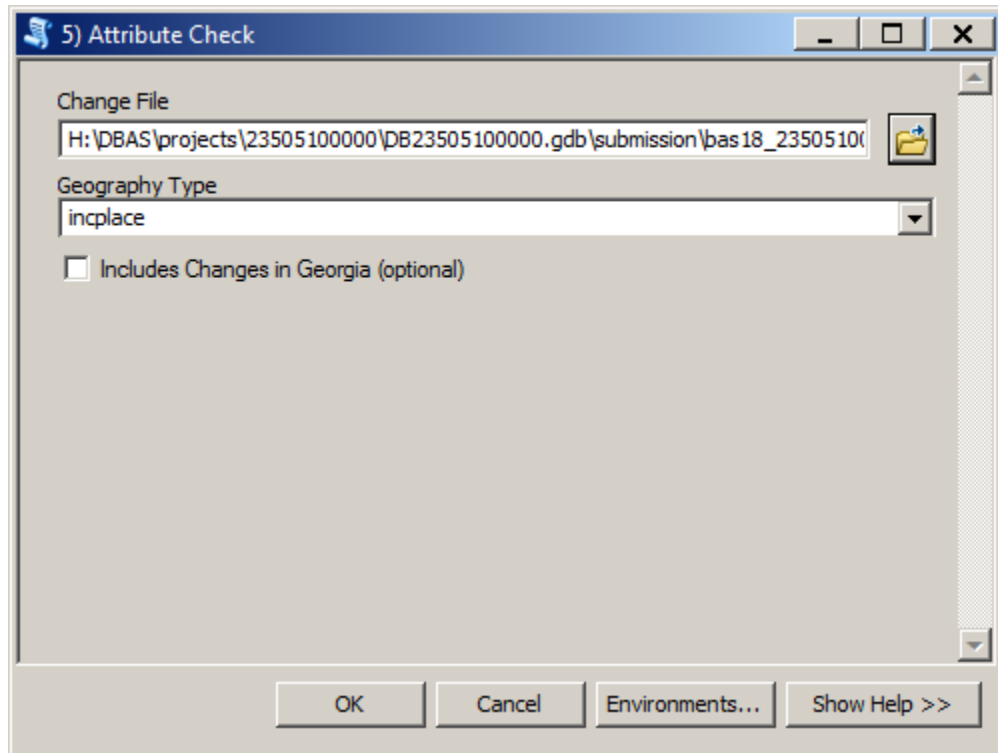 5) Attribute Check
Change File
H:\DBAS\projects\23505100000\DB23505100000.gdb\submission\bas18_23505100
Geography Type
incplace
Includes Changes in Georgia (optional)
OK Cancel Environments... Show Help >>